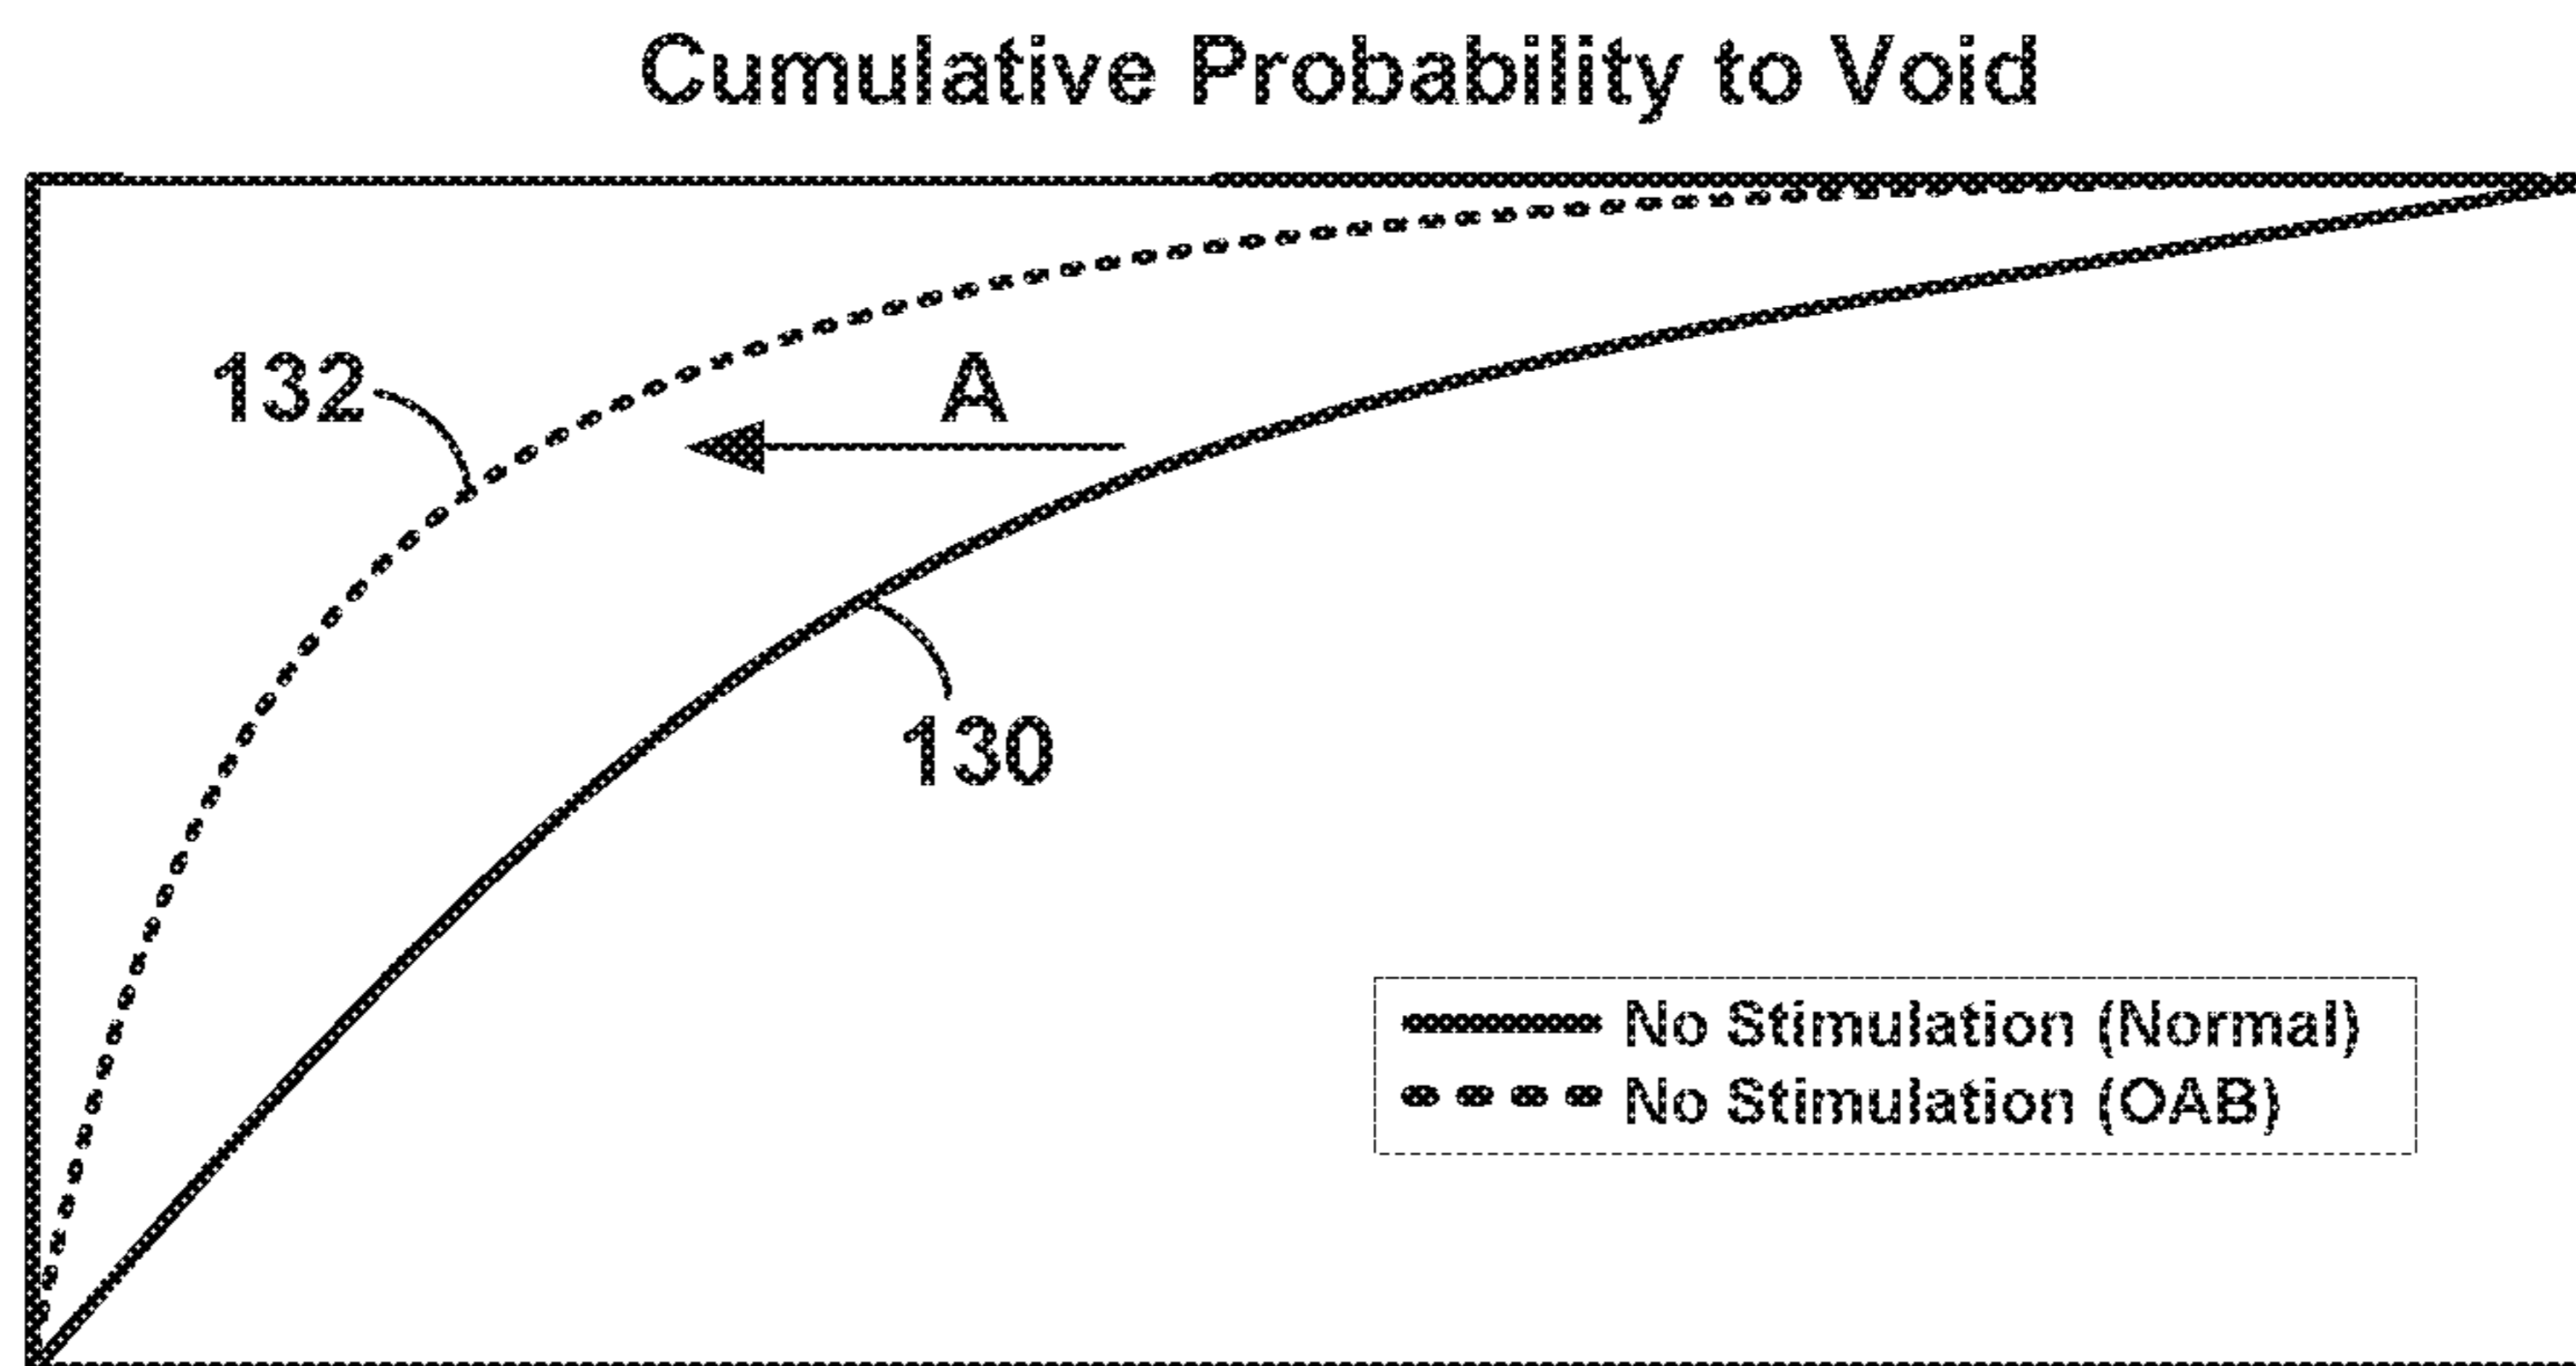 Cumulative Probability to Void
132
A
130
No Stimulation (Normal)
No Stimulation (OAB)